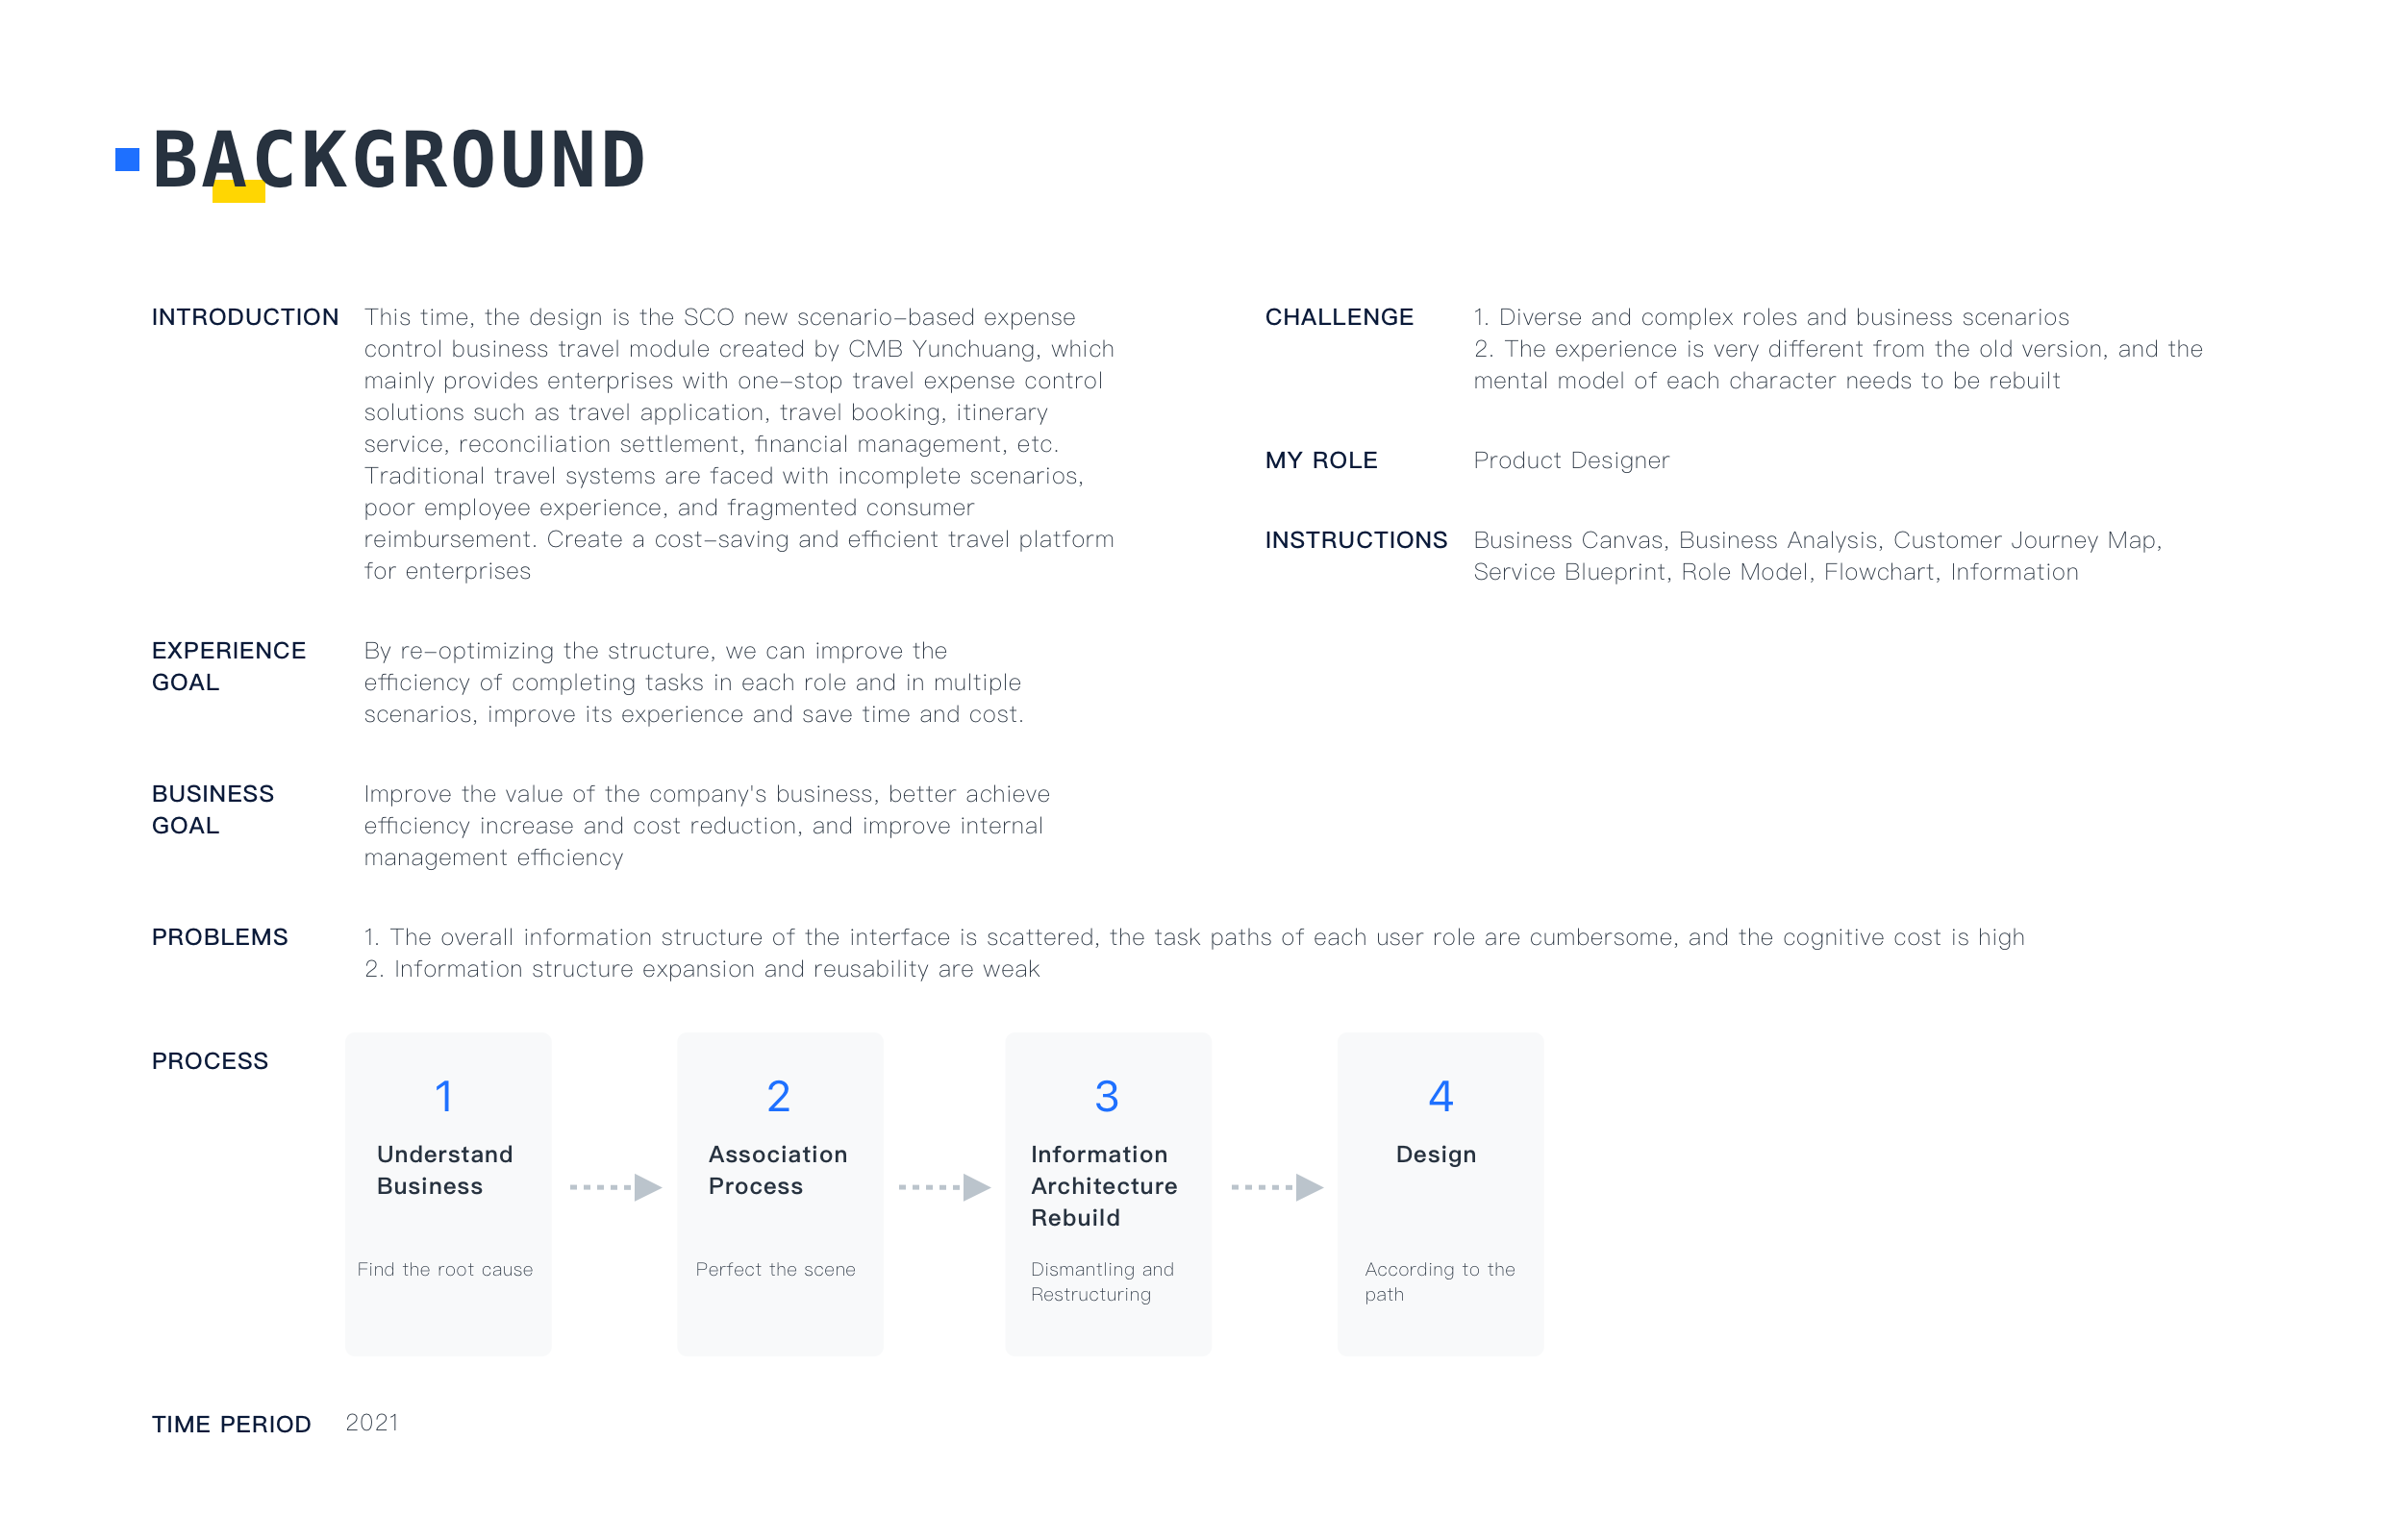 BACKGROUND
INTRODUCTION
This time, the design is the SCO new scenario-based expense
control business travel module created by CMB Yunchuang, which
mainly provides enterprises with one-stop travel expense control
solutions such as travel application, travel booking, itinerary
service, reconciliation settlement, financial management, etc.
Traditional travel systems are faced with incomplete scenarios,
poor employee experience, and fragmented consumer
reimbursement. Create a cost-saving and efficient travel platform
for enterprises
EXPERIENCE
GOAL
By re-optimizing the structure, we can improve the
efficiency of completing tasks in each role and in multiple
scenarios, improve its experience and save time and cost.
BUSINESS
GOAL
Improve the value of the company's business, better achieve
efficiency increase and cost reduction, and improve internal
management efficiency
CHALLENGE
1. Diverse and complex roles and business scenarios
2. The experience is very different from the old version, and the
mental model of each character needs to be rebuilt
MY ROLE
Product Designer
INSTRUCTIONS
Business Canvas, Business Analysis, Customer Journey Map,
Service Blueprint, Role Model, Flowchart, Information
PROBLEMS
1. The overall information structure of the interface is scattered, the task paths of each user role are cumbersome, and the cognitive cost is high
2. Information structure expansion and reusability are weak
PROCESS
1
Understand
Business
Find the root cause
2
Association
Process
Perfect the scene
3
Information
Architecture
Rebuild
Dismantling and
Restructuring
4
Design
According to the
path
TIME PERIOD
2021